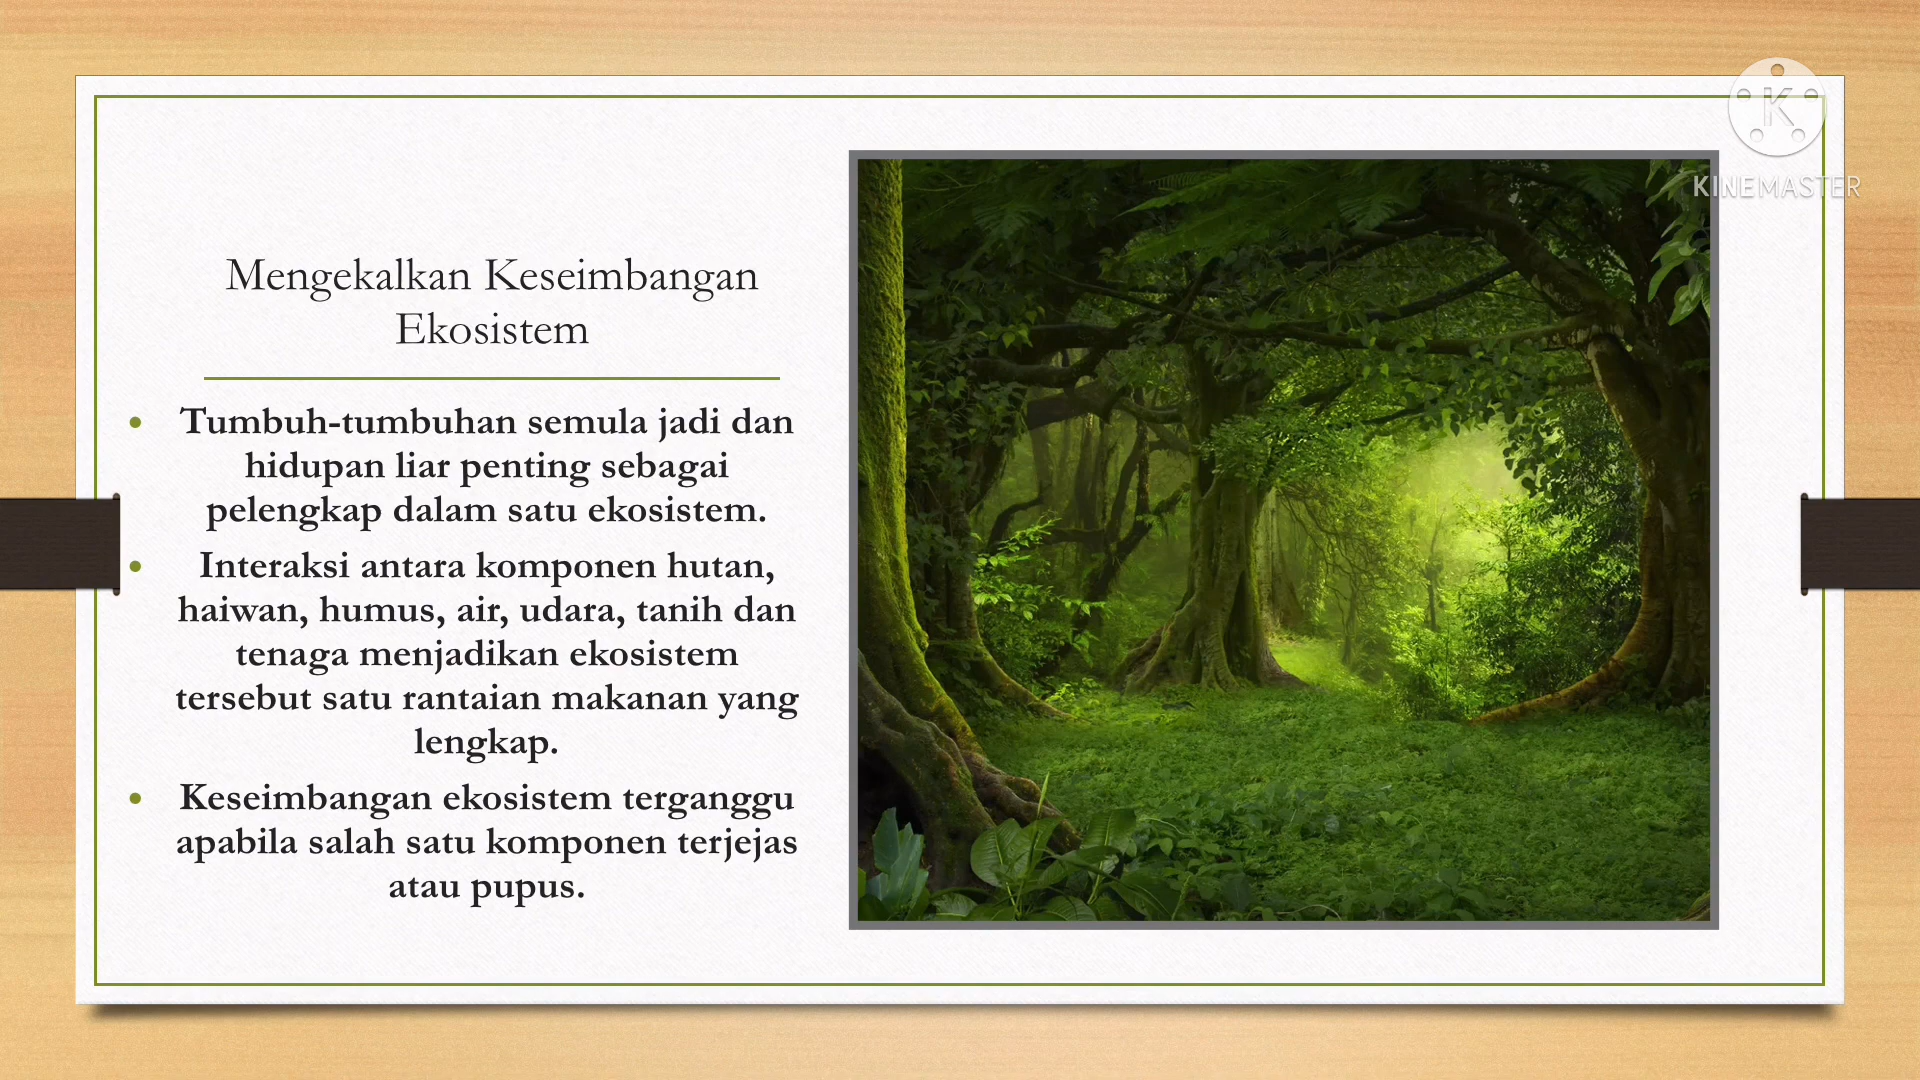 Mengekalkan Keseimbangan
Ekosistem
• Tumbuh-tumbuhan semula jadi dan
hidupan liar penting sebagai
pelengkap dalam satu ekosistem.
• Interaksi antara komponen hutan,
haiwan, humus, air, udara, tanih dan
tenaga menjadikan ekosistem
tersebut satu rantaian makanan yang
lengkap.
• Keseimbangan ekosistem terganggu
apabila salah satu komponen terjejas
atau pupus.
K
KINEMASTER